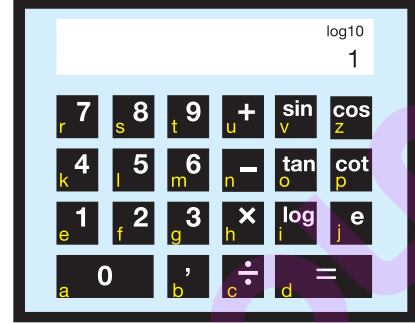 log10
1
7 8 9 + sin cos
r s t u v z
4 5 6 − tan cot
k l m n o p
1 2 3 × log e
e f g h i j
0 , ÷ =
a b c d